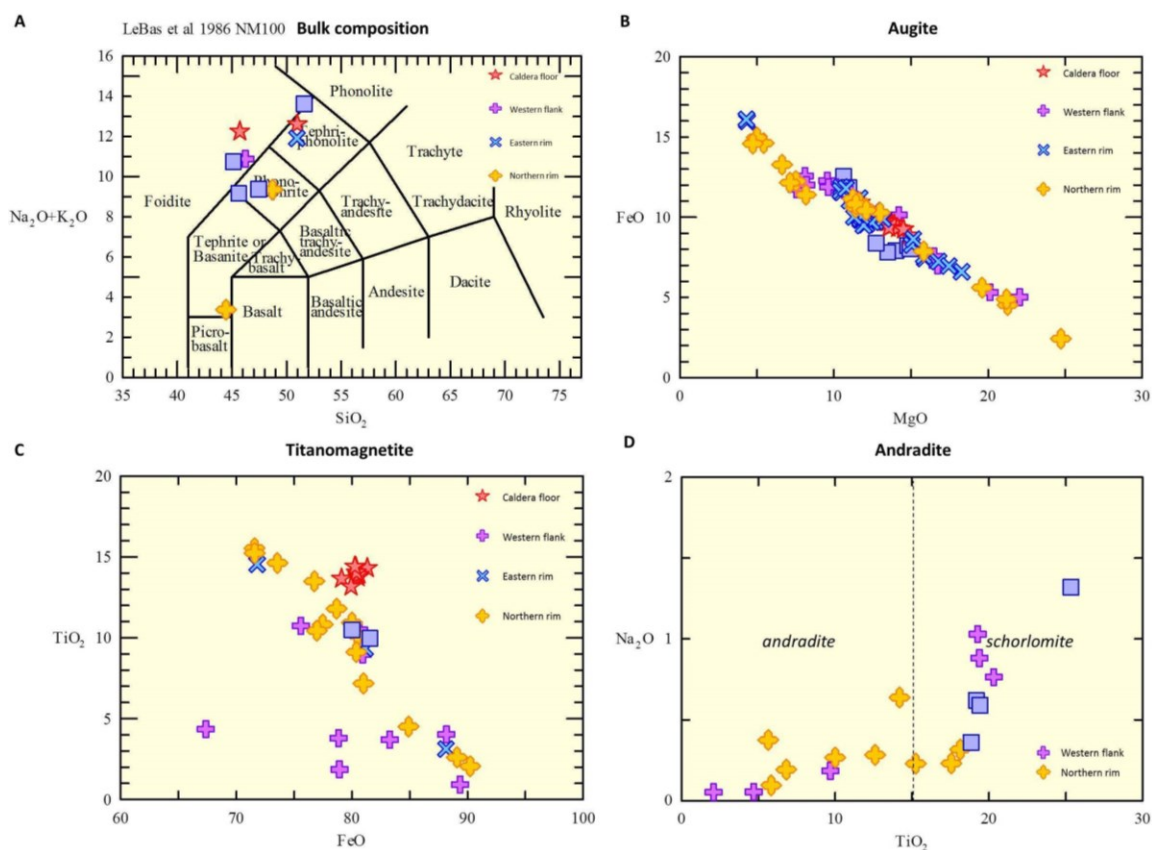 A
LeBas et al 1986 NM100 Bulk composition
16
14
12
10
8
6
4
2
0
Na2O+K2O
35 40 45 50 55 60 65 70 75
SiO2
Caldera floor
Western flank
Eastern rim
Northern rim
Phonolite
phonolite
Trachyte
Foidite
Trachy-
andesite
Trachydacite
Rhyolite
Tephrite or
Basanite
Trachy
basalt
Basaltic
trachy-
andesite
Dacite
Andesite
Basaltic
andesite
Basalt
Picro-
basalt
B
Augite
20
15
10
5
0
FeO
0 10 20 30
MgO
Caldera floor
Western flank
Eastern rim
Northern rim
C
Titanomagnetite
20
15
10
5
0
TiO2
60 70 80 90 100
FeO
Caldera floor
Western flank
Eastern rim
Northern rim
D
Andradite
2
1
0
Na2O
0 10 20 30
TiO2
andradite
schorlomite
Western flank
Northern rim